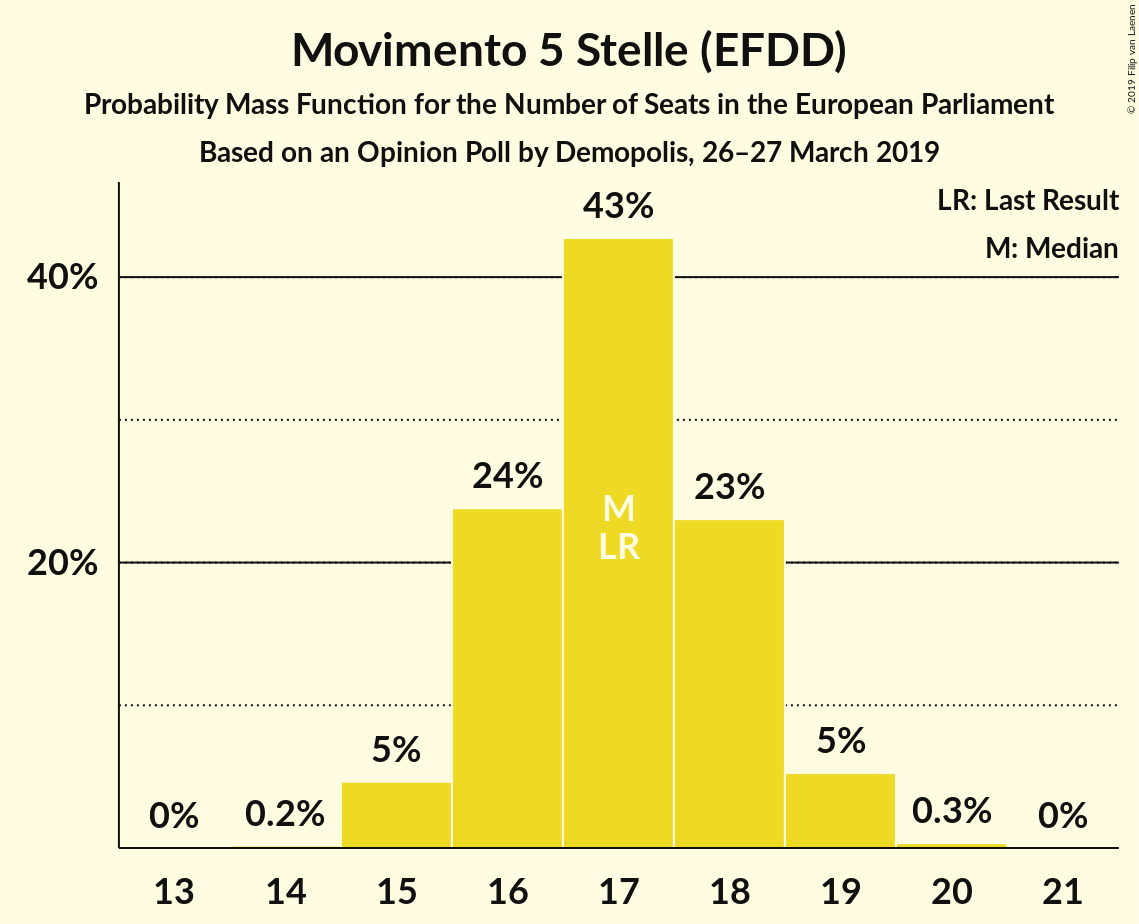 Movimento 5 Stelle (EFDD)
Probability Mass Function for the Number of Seats in the European Parliament
Based on an Opinion Poll by Demopolis, 26–27 March 2019
© 2019 Filip van Laenen
LR: Last Result
M: Median
40%
20%
0%
0.2%
5%
24%
43%
M
LR
23%
5%
0.3%
0%
13
14
15
16
17
18
19
20
21